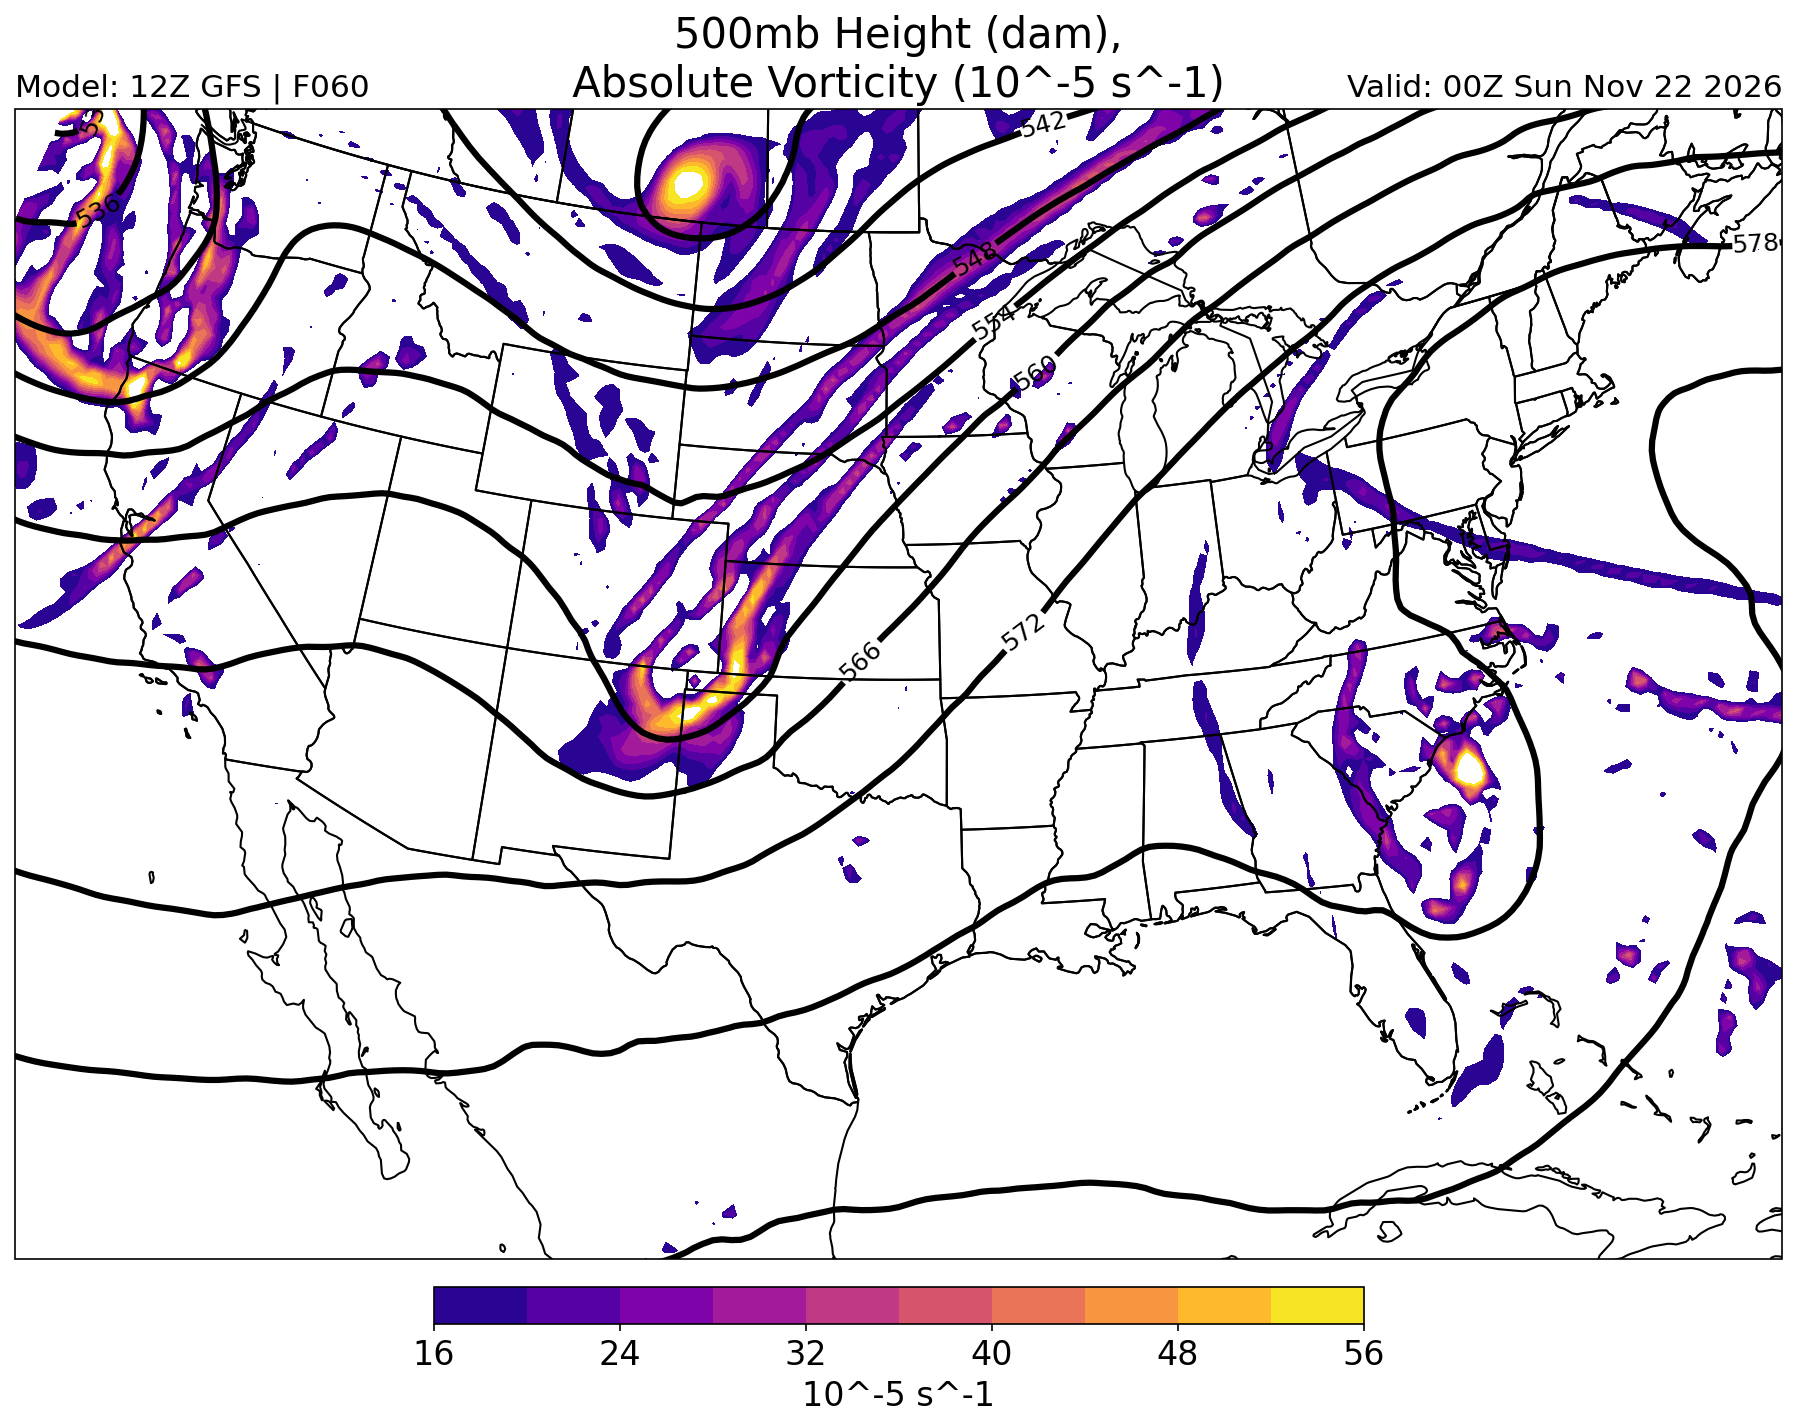 500mb Height (dam),
Model: 12Z GFS | F060
Absolute Vorticity (10^-5 s^-1)
Valid: 00Z Sun Nov 22 2026
542
536
548
578
554
560
566
572
16
24
32
40
48
56
10^-5 s^-1